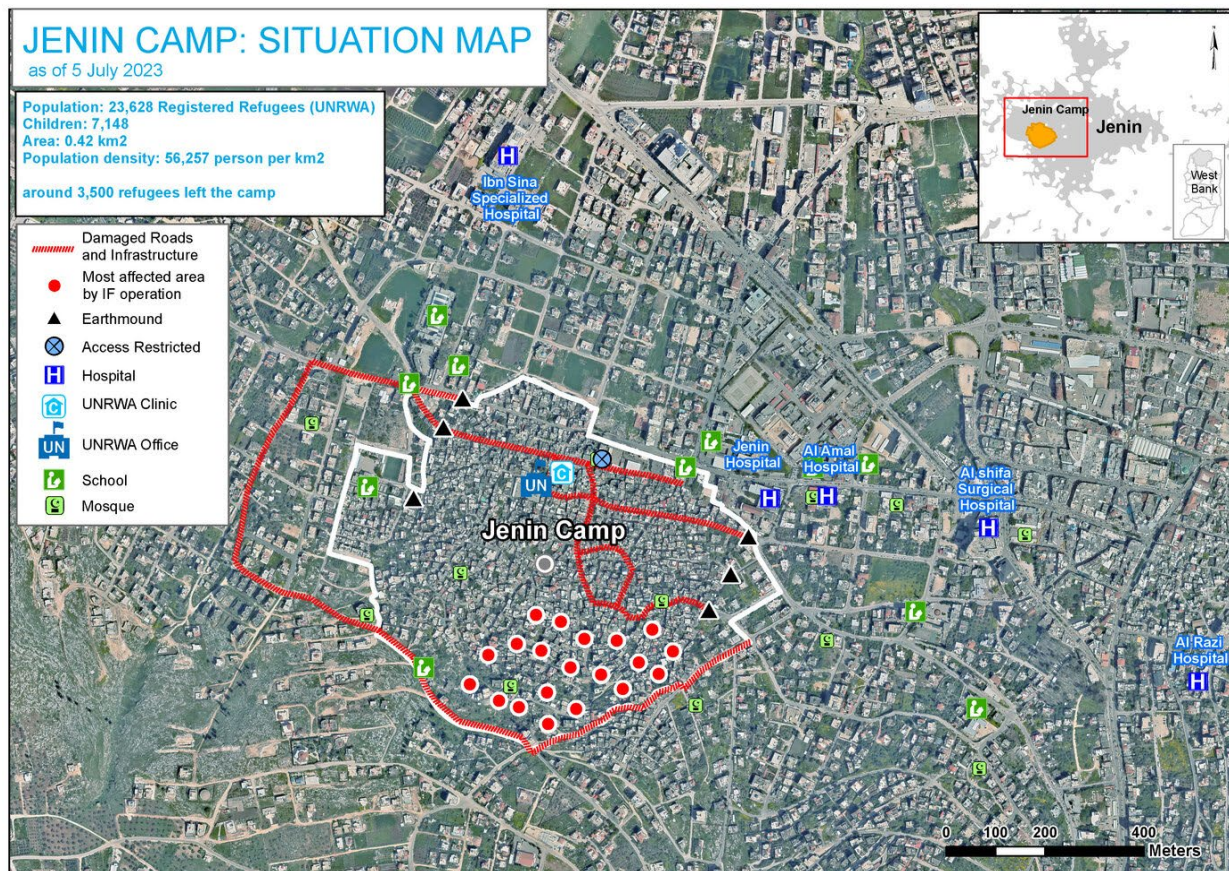 JENIN CAMP: SITUATION MAP
as of 5 July 2023
Population: 23,628 Registered Refugees (UNRWA)
Children: 7,148
Area: 0.42 km2
Population density: 56,257 person per km2
around 3,500 refugees left the camp
Damaged Roads
and Infrastructure
Most affected area
by IF operation
Earthmound
Access Restricted
H
Hospital
C
UNRWA Clinic
UN
UNRWA Office
School
Mosque
Jenin Camp
Jenin
West
Bank
H
Ibn Sina
Specialized
Hospital
Jenin
Hospital
H
Al Amal
Hospital
H
Al shifa
Surgical
Hospital
H
Al Razi
Hospital
H
C
UN
Jenin Camp
0 100 200 400
Meters